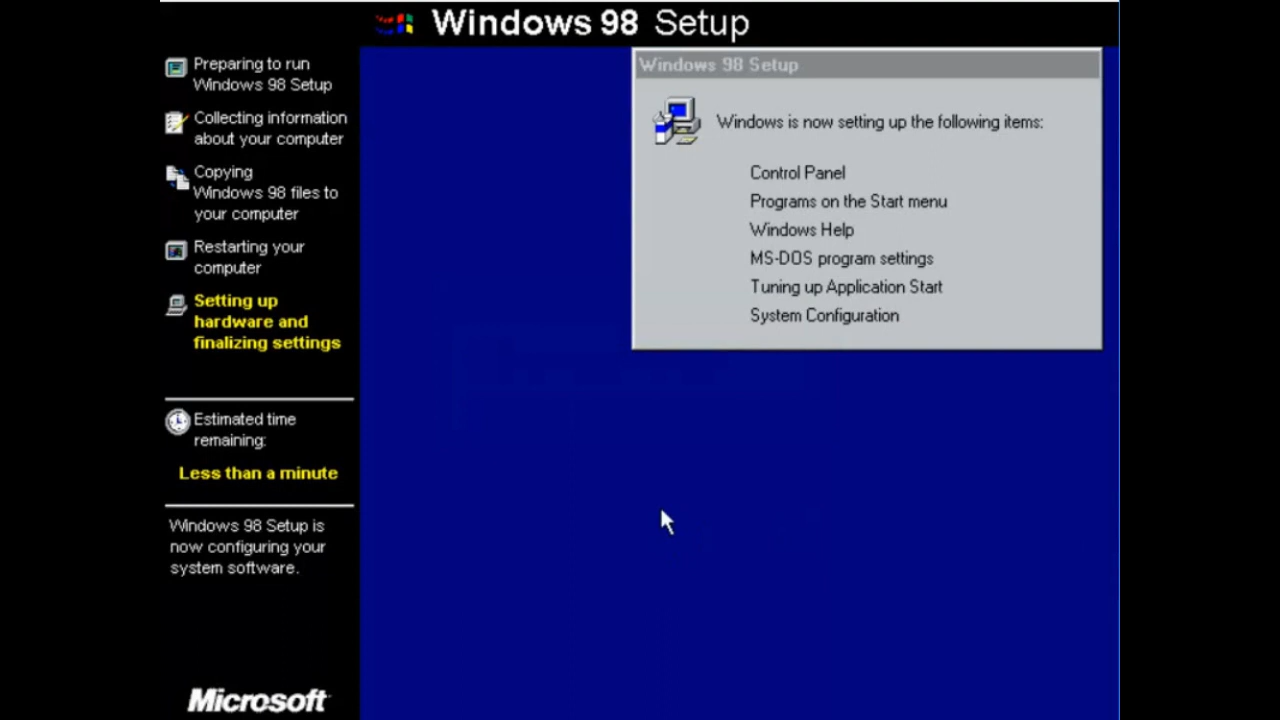 Windows 98 Setup
Preparing to run
Windows 98 Setup
Collecting information
about your computer
Copying
Windows 98 files to
your computer
Restarting your
computer
Setting up
hardware and
finalizing settings
Estimated time
remaining:
Less than a minute
Windows 98 Setup is
now configuring your
system software.
Microsoft
Windows 98 Setup
Windows is now setting up the following items:
Control Panel
Programs on the Start menu
Windows Help
MS-DOS program settings
Tuning up Application Start
System Configuration